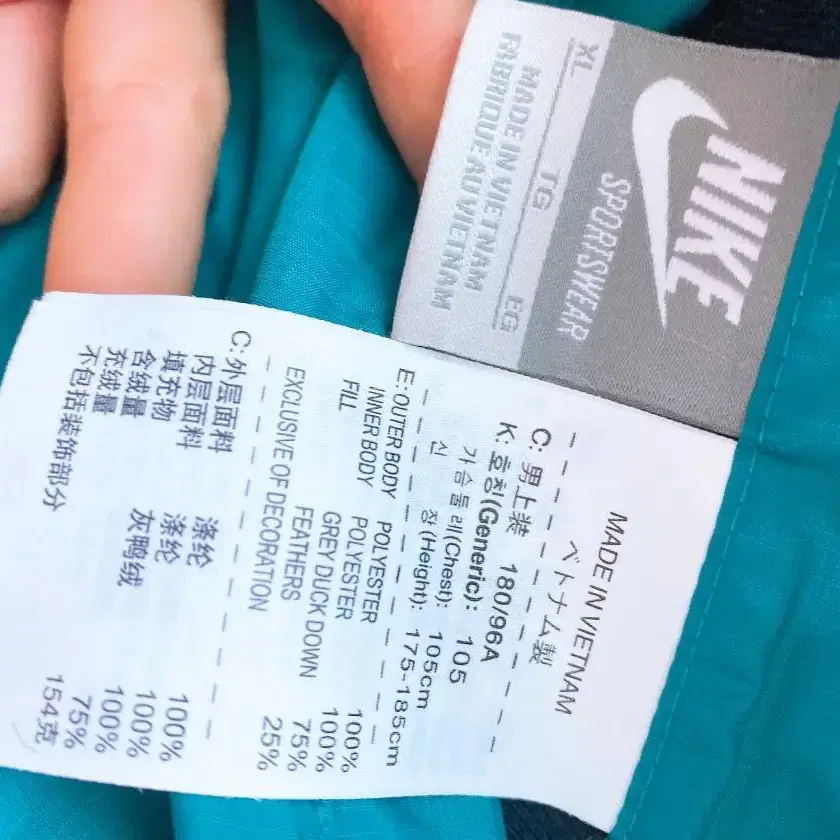 NIKE
SPORTSWEAR
XL TG EG
MADE IN VIETNAM
FABRIQUE AU VIETNAM
MADE IN VIETNAM
ベトナム製
C: 男上装 180/96A
K: 호칭(Generic): 105
가슴둘레(Chest): 105cm
신 장(Height): 175-185cm
E: OUTER BODY POLYESTER 100%
INNER BODY POLYESTER 100%
FILL GREY DUCK DOWN 75%
FEATHERS 25%
EXCLUSIVE OF DECORATION
C: 外层面料 涤纶 100%
内层面料 涤纶 100%
填充物 灰鸭绒 100%
含绒量 75%
充绒量 154克
不包括装饰部分